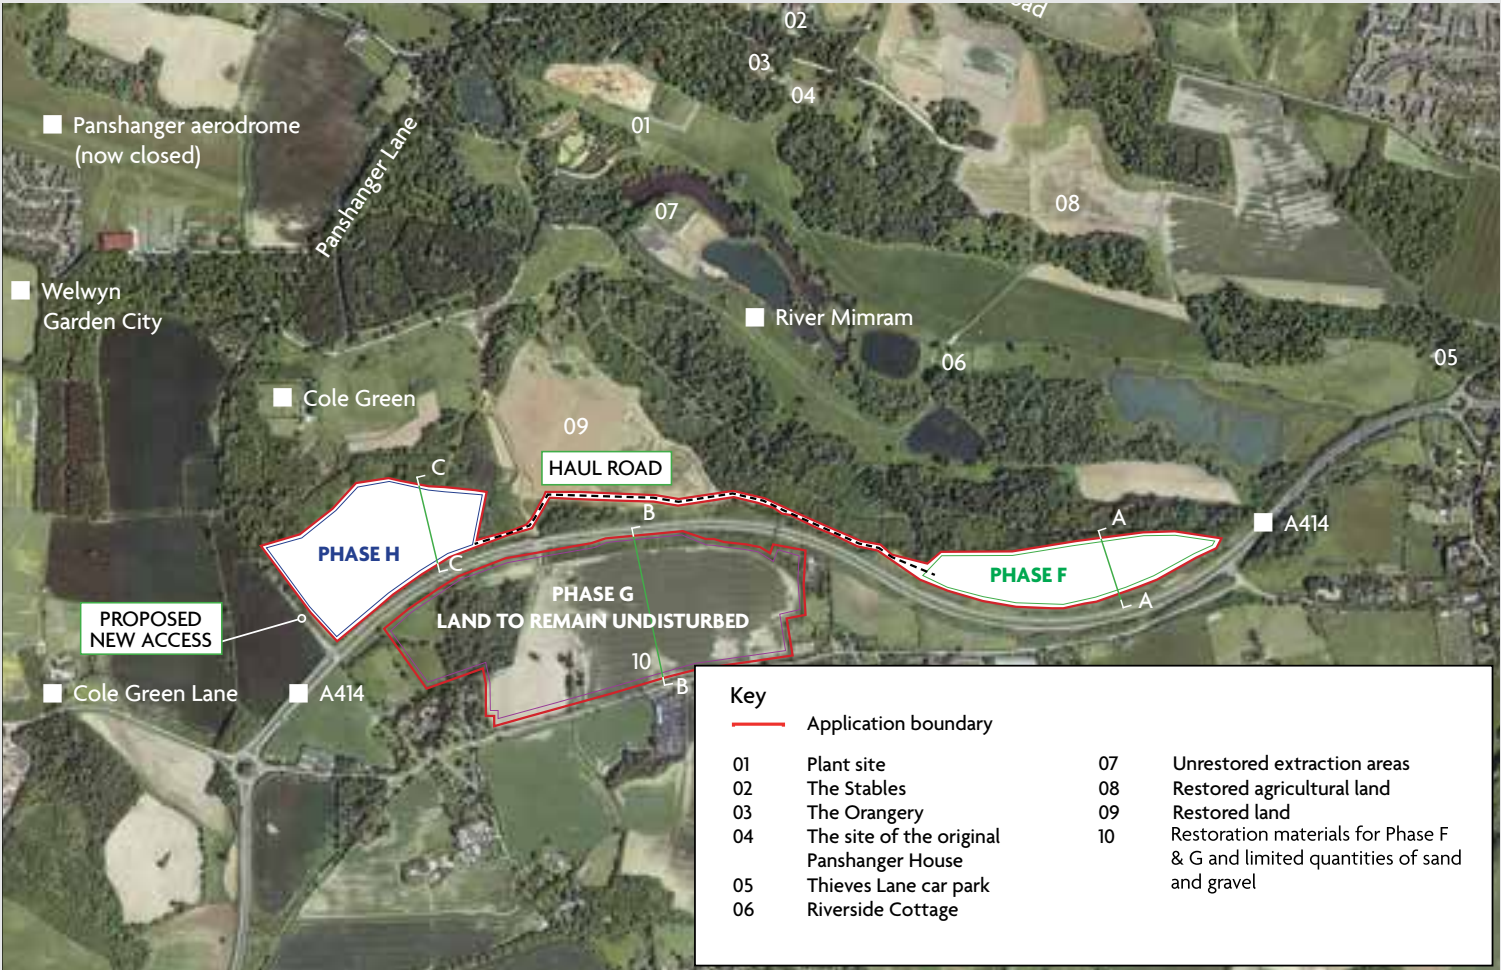 02
03
04
01
Panshanger aerodrome
(now closed)
Panshanger Lane
07
08
Welwyn
Garden City
River Mimram
06
05
Cole Green
09
C
HAUL ROAD
B
A
A414
PHASE H
C
PHASE F
A
PHASE G
LAND TO REMAIN UNDISTURBED
PROPOSED
NEW ACCESS
10
B
Cole Green Lane
A414
Key
Application boundary
01 Plant site
02 The Stables
03 The Orangery
04 The site of the original
Panshanger House
05 Thieves Lane car park
06 Riverside Cottage
07 Unrestored extraction areas
08 Restored agricultural land
09 Restored land
10 Restoration materials for Phase F
& G and limited quantities of sand
and gravel